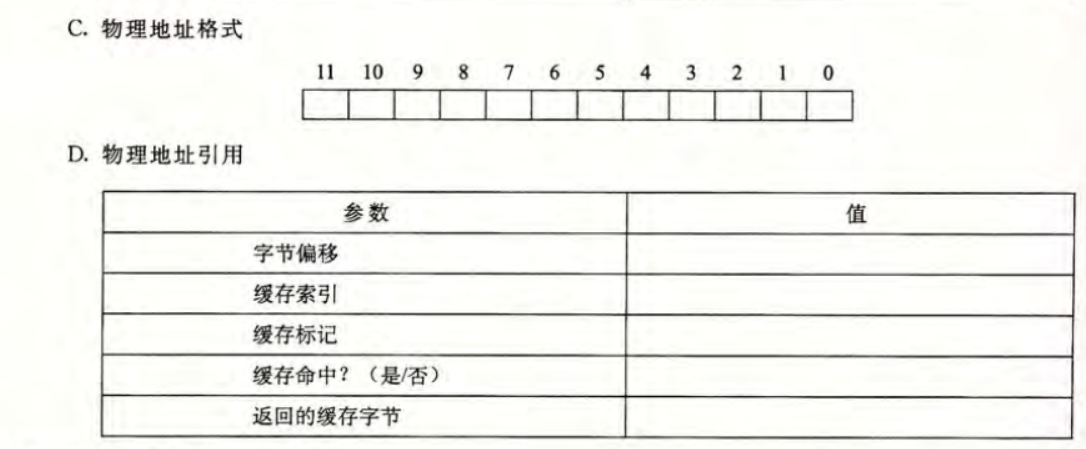 C. 物理地址格式
11 10 9 8 7 6 5 4 3 2 1 0
D. 物理地址引用
参数 值
字节偏移
缓存索引
缓存标记
缓存命中？（是/否）
返回的缓存字节